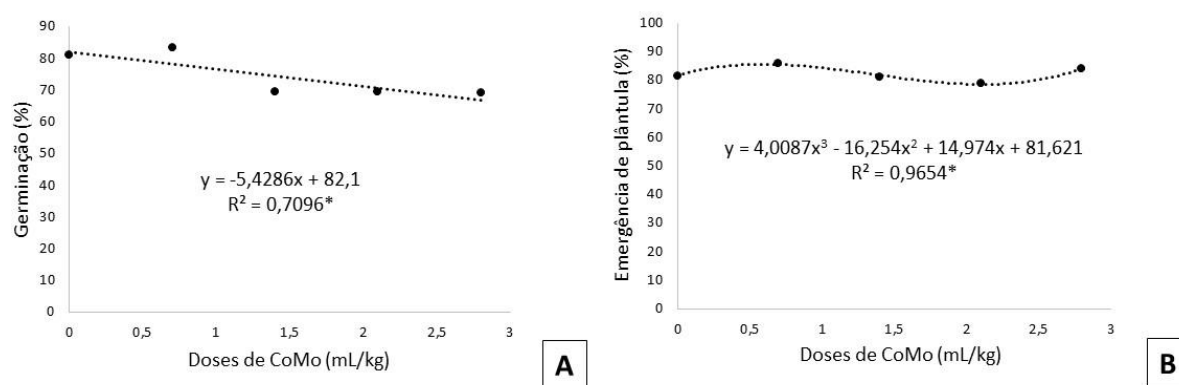 90
80
70
60
50
40
30
20
10
0
Germinação (%)
y = -5,4286x + 82,1
R² = 0,7096*
0 0,5 1 1,5 2 2,5 3
Doses de CoMo (mL/kg)
A
100
90
80
70
60
50
40
30
20
10
0
Emergência de plântula (%)
y = 4,0087x³ - 16,254x² + 14,974x + 81,621
R² = 0,9654*
0 0,5 1 1,5 2 2,5 3
Doses de CoMo (mL/kg)
B